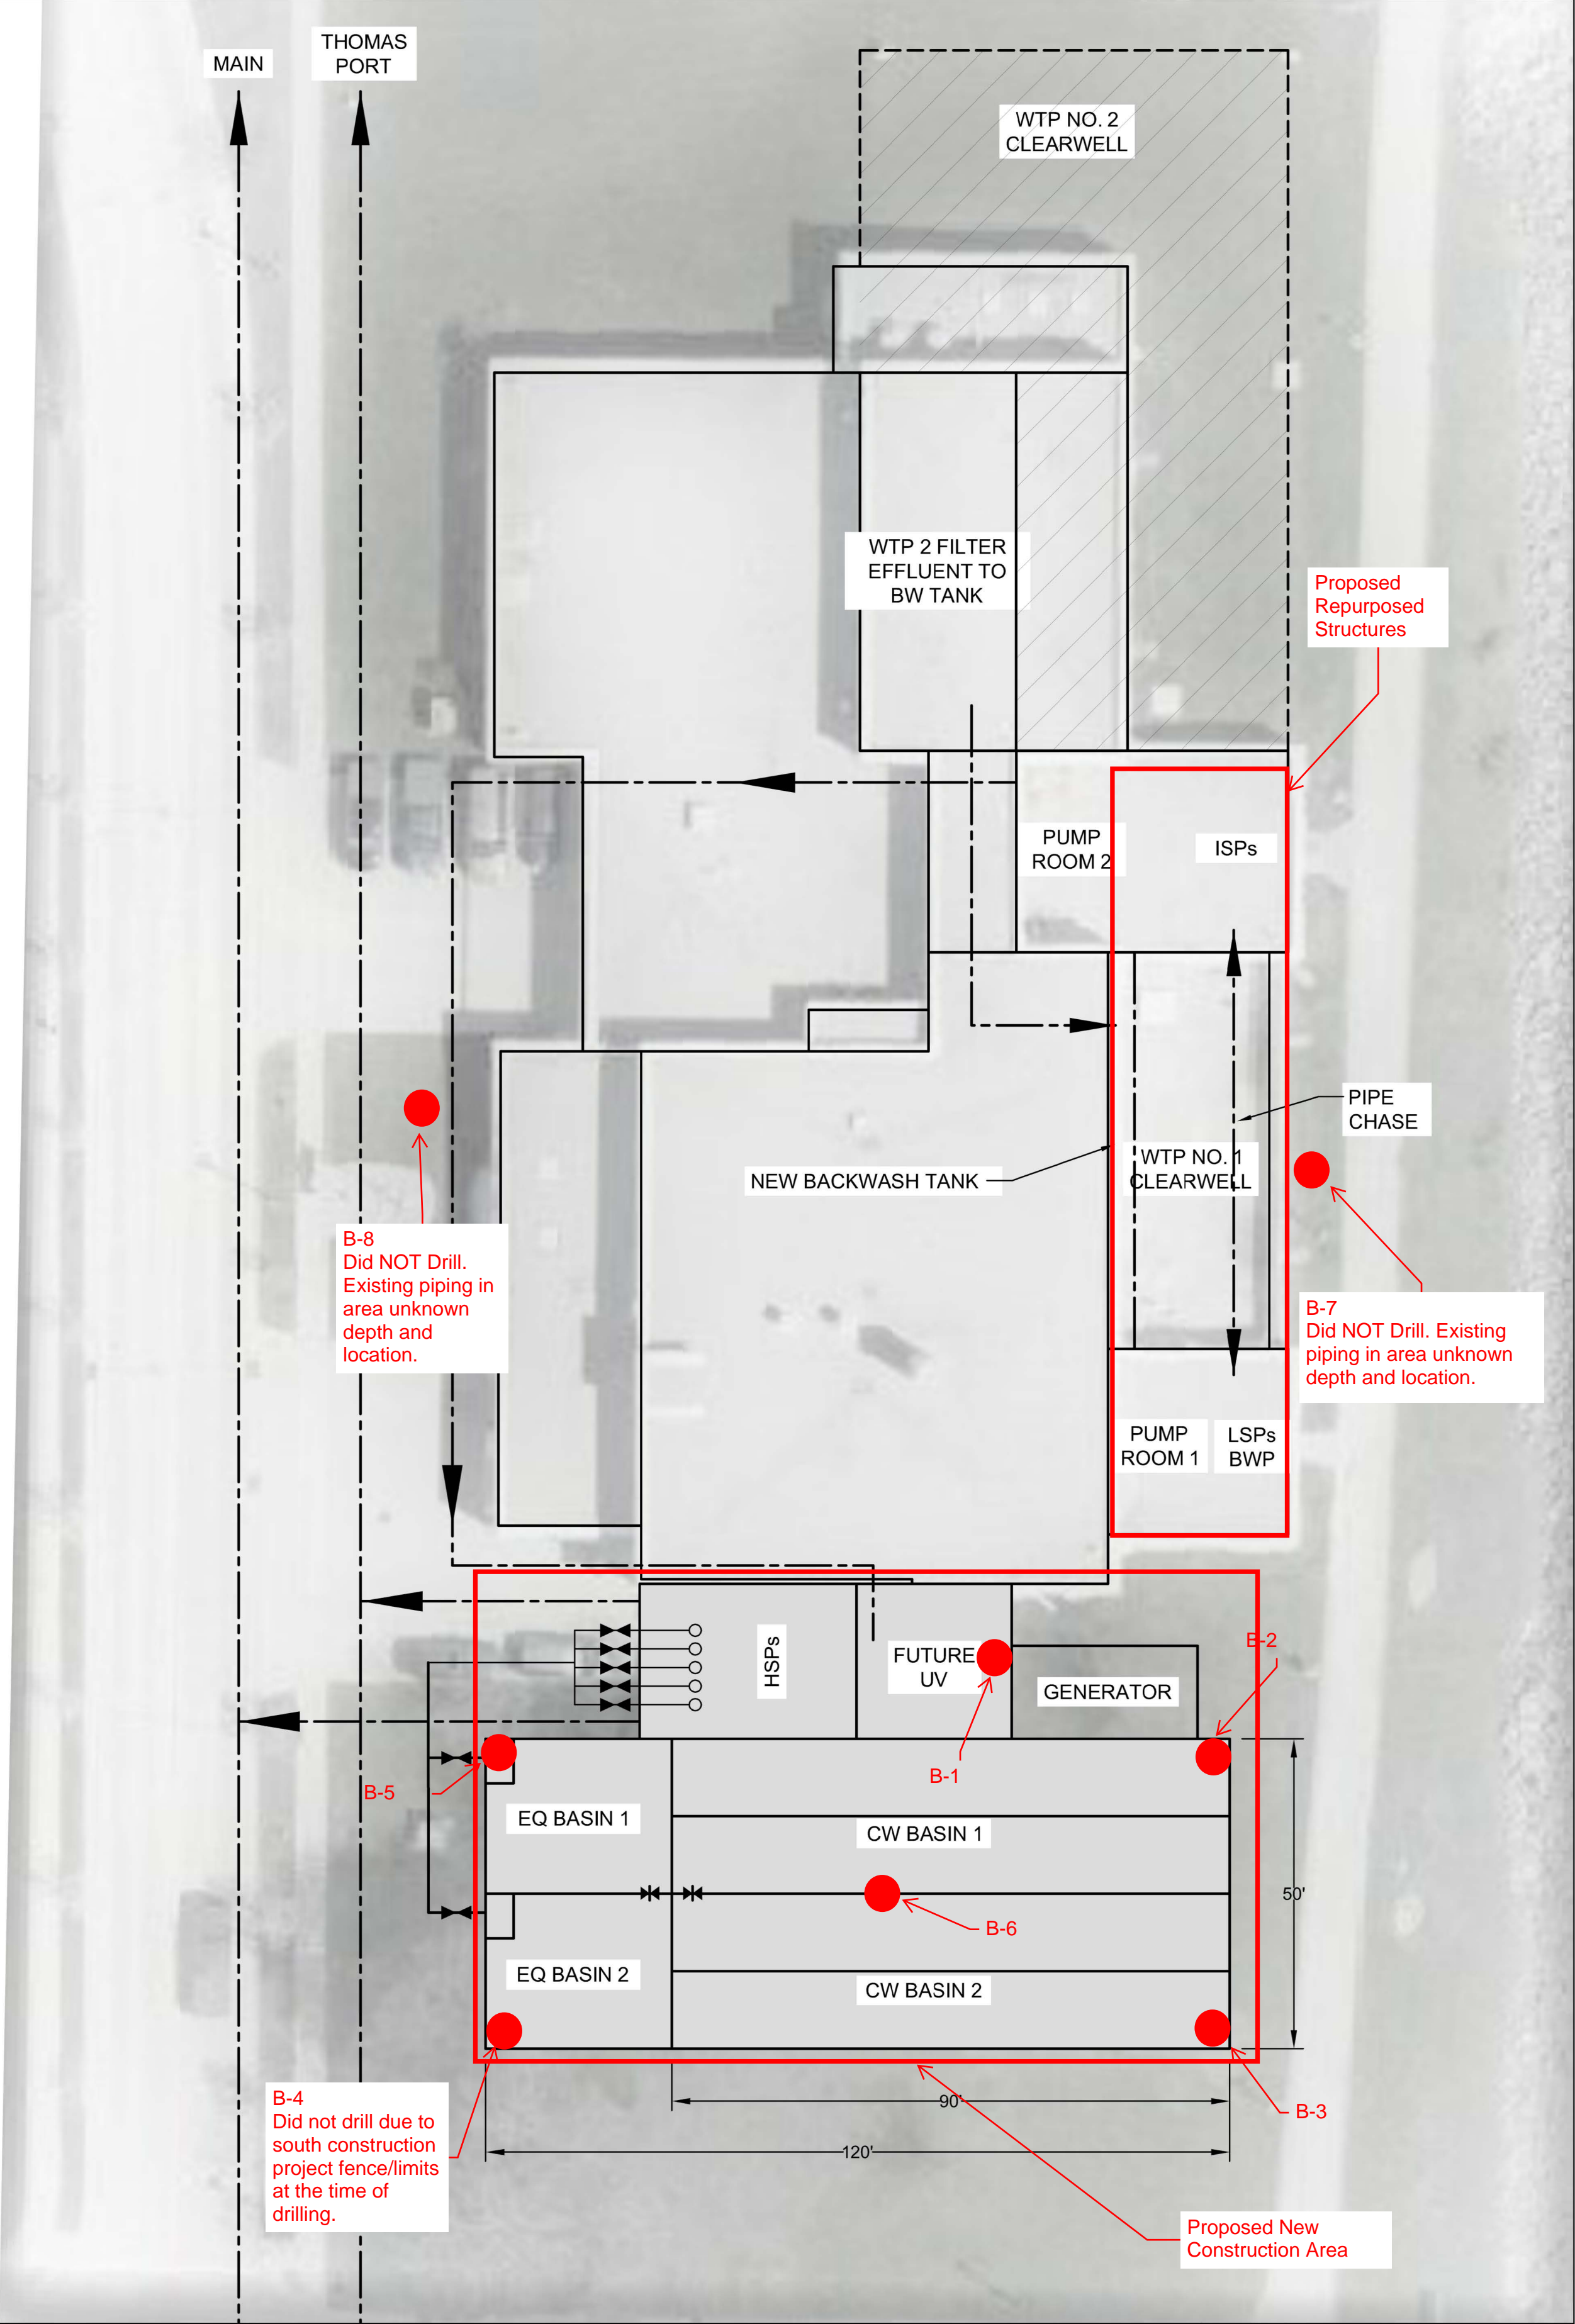 MAIN
THOMAS
PORT
WTP NO. 2
CLEARWELL
WTP 2 FILTER
EFFLUENT TO
BW TANK
Proposed
Repurposed
Structures
PUMP
ROOM 2
ISPs
PIPE
CHASE
NEW BACKWASH TANK
WTP NO. 1
CLEARWELL
B-8
Did NOT Drill.
Existing piping in
area unknown
depth and
location.
B-7
Did NOT Drill. Existing
piping in area unknown
depth and location.
PUMP
ROOM 1
LSPs
BWP
HSPs
FUTURE
UV
GENERATOR
B-2
B-1
B-5
EQ BASIN 1
CW BASIN 1
50'
B-6
EQ BASIN 2
CW BASIN 2
B-4
Did not drill due to
south construction
project fence/limits
at the time of
drilling.
90'
B-3
120'
Proposed New
Construction Area